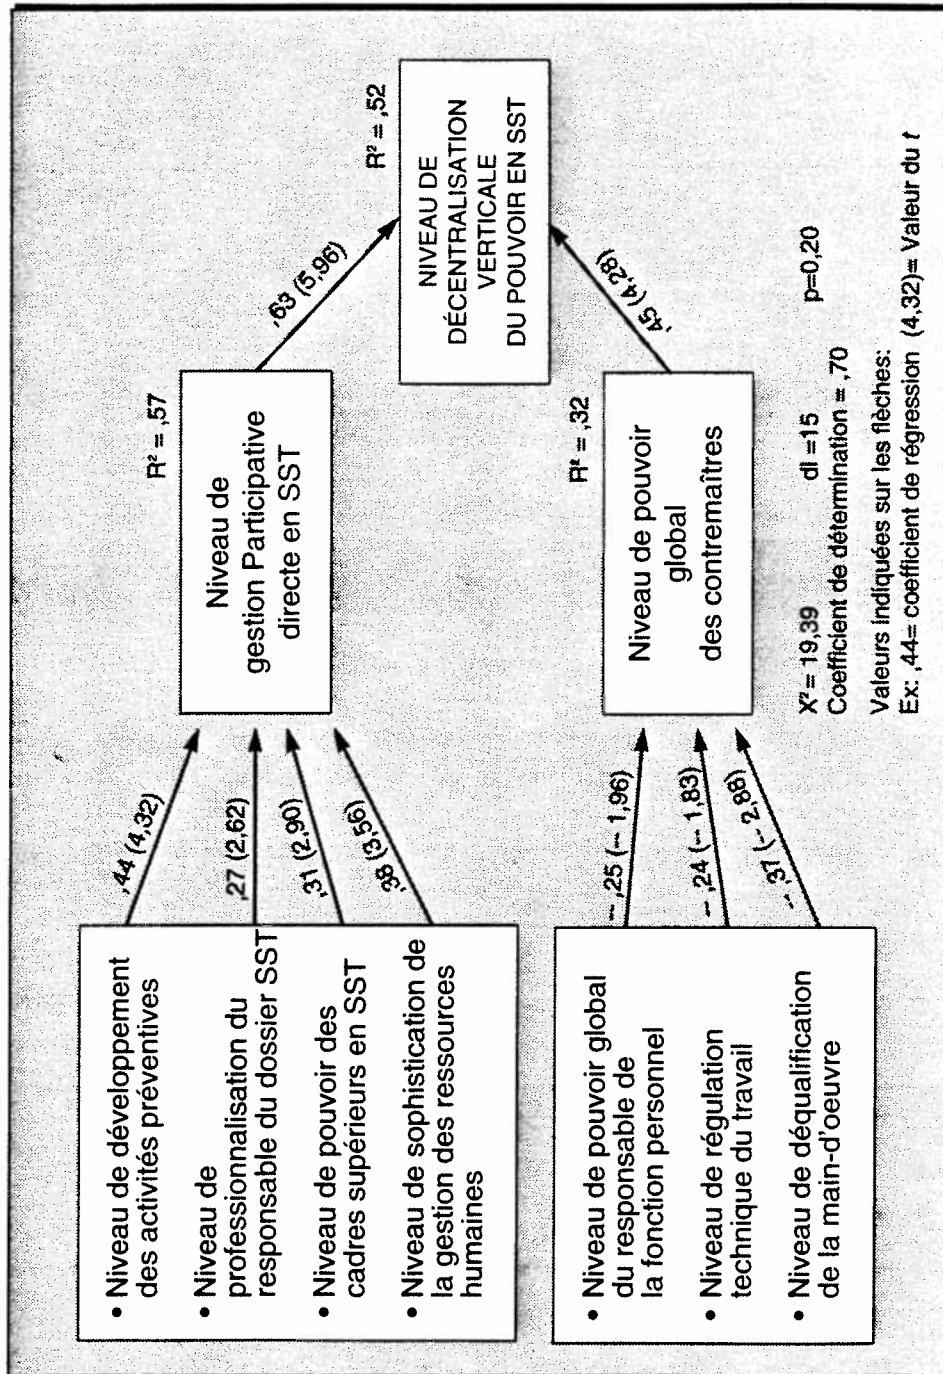 • Niveau de développement
des activités préventives
• Niveau de
professionnalisation du
responsable du dossier SST
• Niveau de pouvoir des
cadres supérieurs en SST
• Niveau de sophistication de
la gestion des ressources
humaines
,44 (4,32)
,27 (2,62)
,31 (2,90)
,38 (3,56)
R² = ,57
Niveau de
gestion Participative
directe en SST
,63 (5,96)
R² = ,52
NIVEAU DE
DÉCENTRALISATION
VERTICALE
DU POUVOIR EN SST
• Niveau de pouvoir global
du responsable de
la fonction personnel
• Niveau de régulation
technique du travail
• Niveau de déqualification
de la main-d'oeuvre
-- ,25 (-- 1,96)
-- ,24 (-- 1,83)
-- ,37 (-- 2,88)
R² = ,32
Niveau de pouvoir
global
des contremaîtres
,45 (4,28)
X² = 19,39 dl =15 p=0,20
Coefficient de détermination = ,70
Valeurs indiquées sur les flèches:
Ex: ,44= coefficient de régression (4,32)= Valeur du t